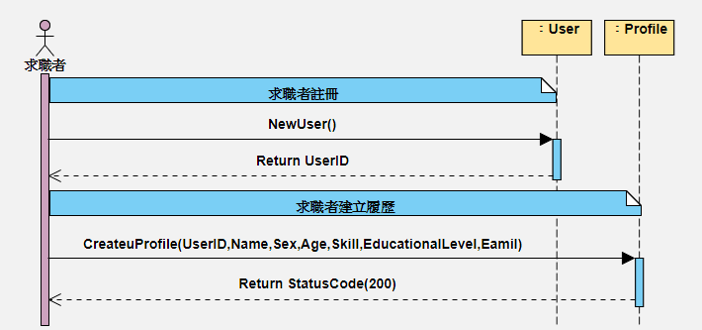 ：User
：Profile
求職者
求職者註冊
NewUser()
Return UserID
求職者建立履歷
CreateuProfile(UserID,Name,Sex,Age,Skill,EducationalLevel,Eamil)
Return StatusCode(200)